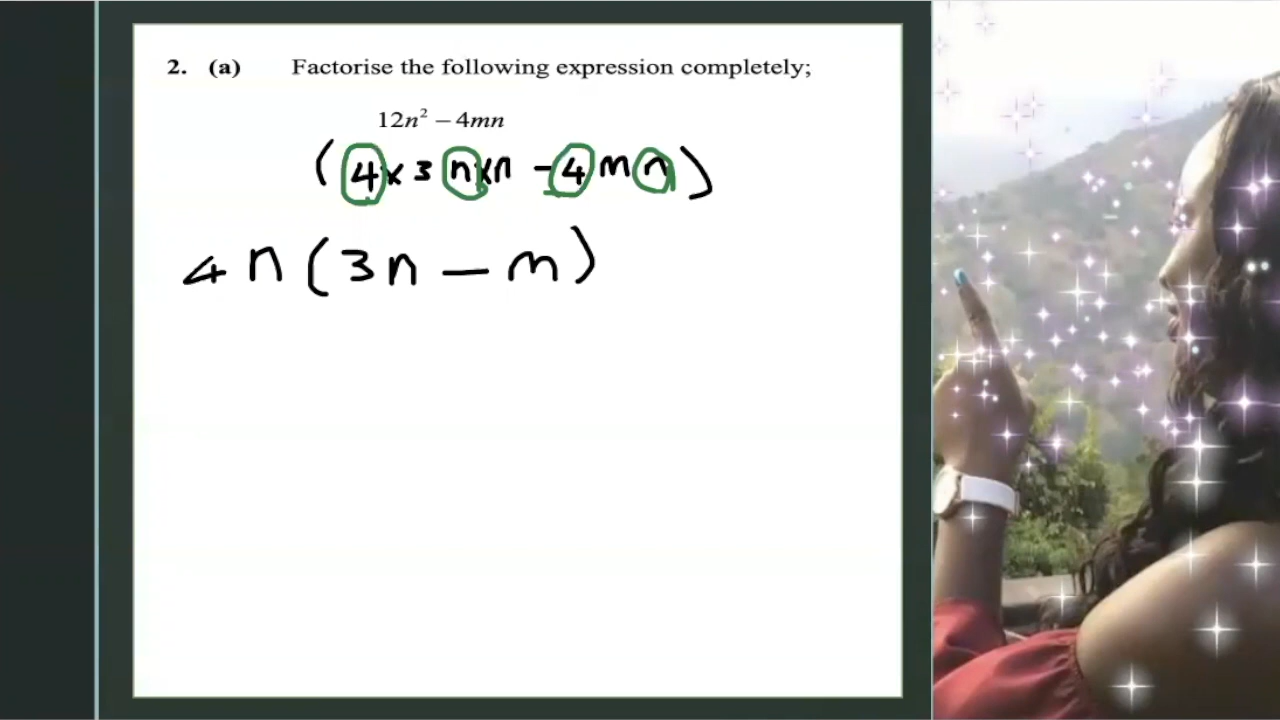 2. (a) Factorise the following expression completely;
12n² – 4mn
(4×3n×n – 4mn)
4n(3n – m)